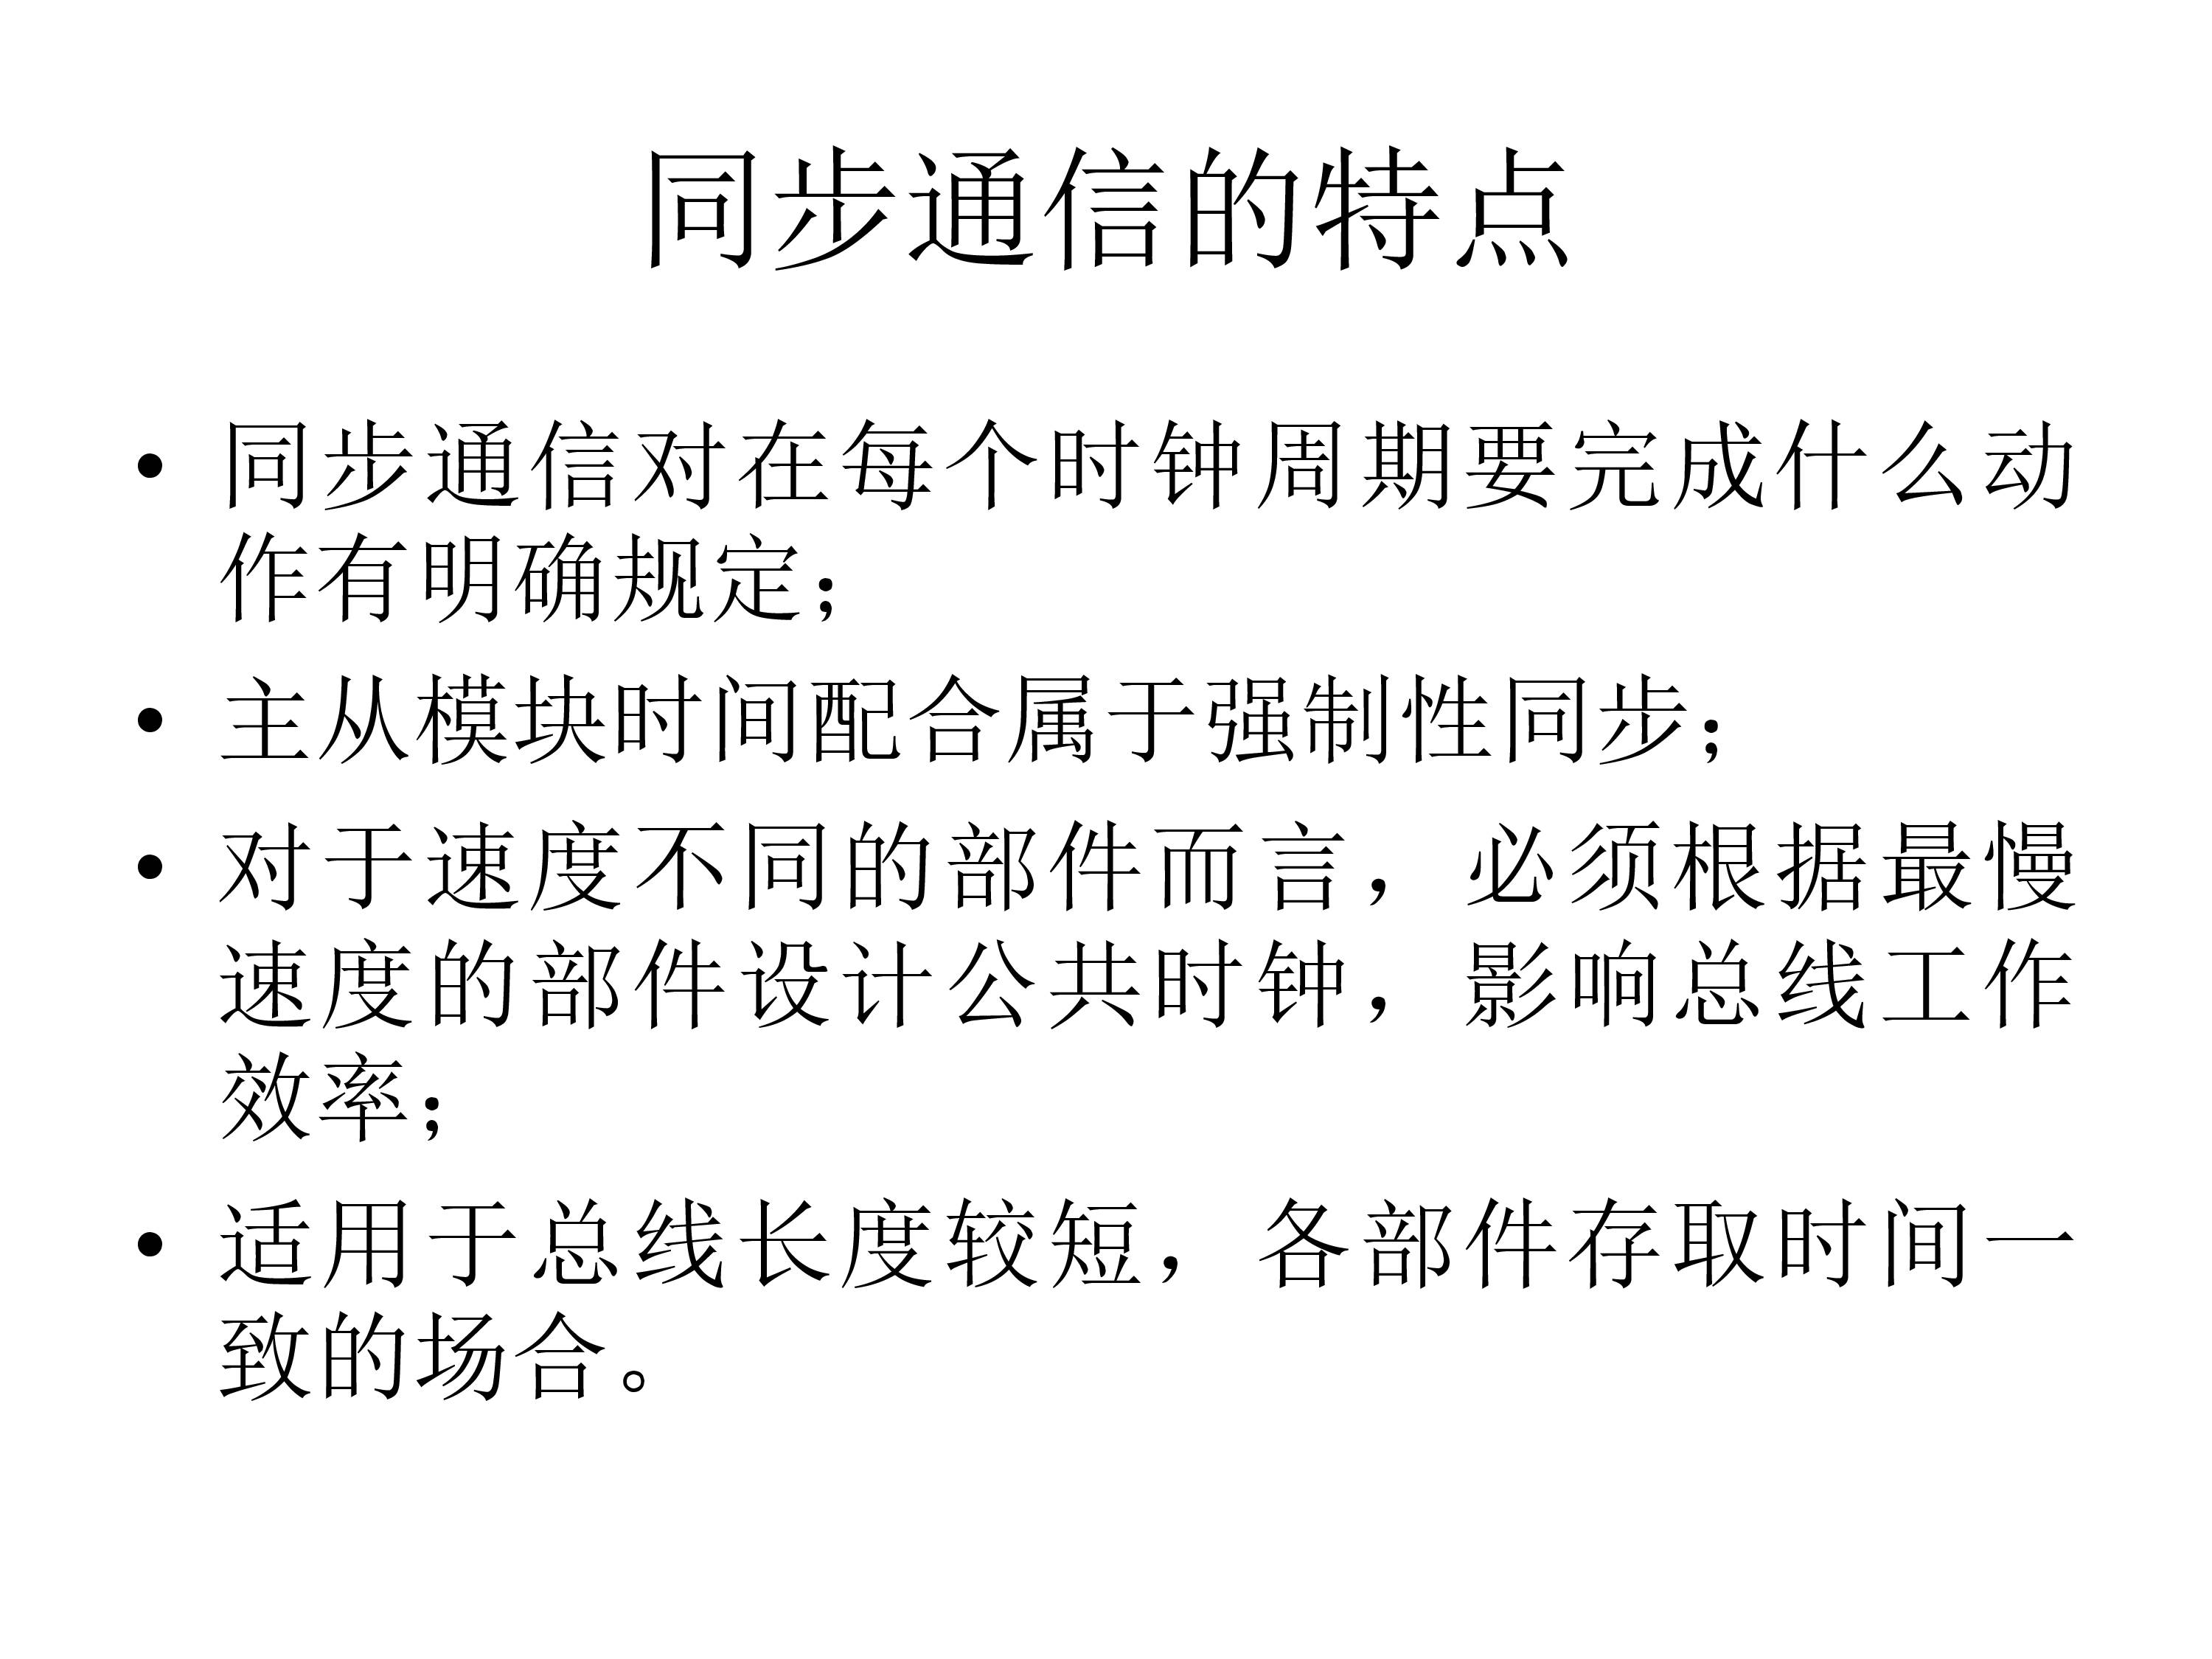 同步通信的特点
• 同步通信对在每个时钟周期要完成什么动
作有明确规定；
• 主从模块时间配合属于强制性同步；
• 对于速度不同的部件而言，必须根据最慢
速度的部件设计公共时钟，影响总线工作
效率；
• 适用于总线长度较短，各部件存取时间一
致的场合。